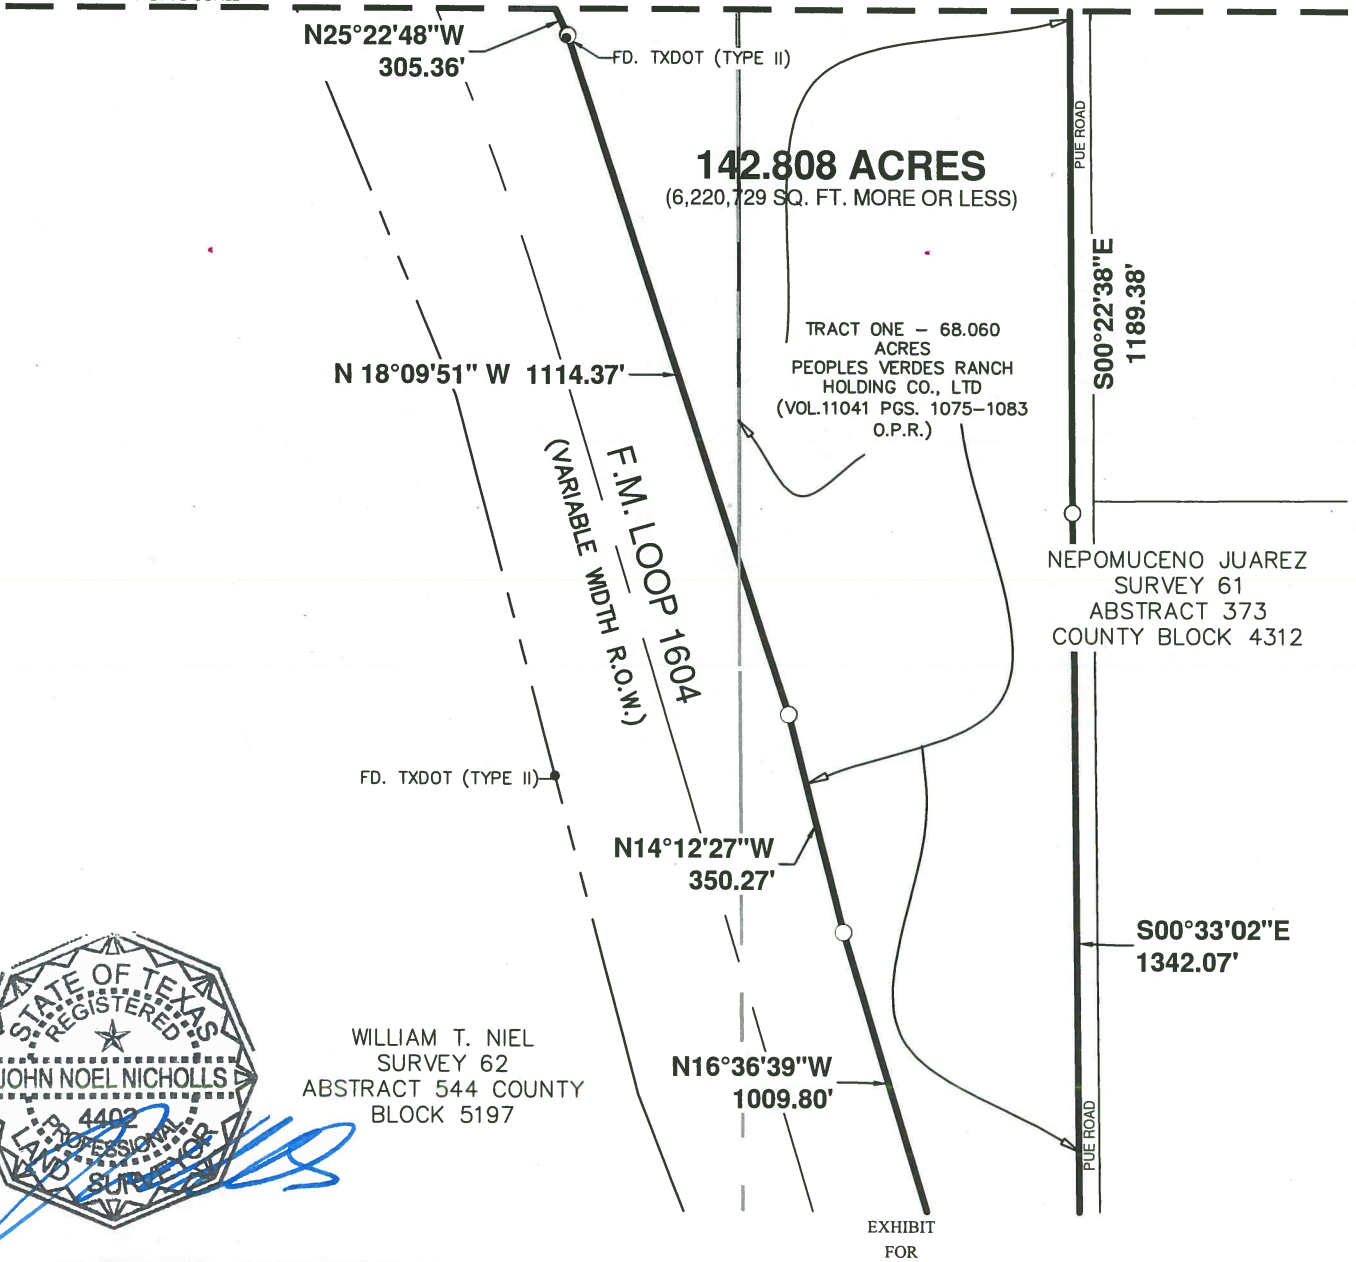 N25°22'48"W
305.36'
FD. TXDOT (TYPE II)
142.808 ACRES
(6,220,729 SQ. FT. MORE OR LESS)
PUE ROAD
S00°22'38"E
1189.38'
TRACT ONE – 68.060
ACRES
PEOPLES VERDES RANCH
HOLDING CO., LTD
(VOL.11041 PGS. 1075–1083
O.P.R.)
N 18°09'51" W 1114.37'
F.M. LOOP 1604
(VARIABLE WIDTH R.O.W.)
NEPOMUCENO JUAREZ
SURVEY 61
ABSTRACT 373
COUNTY BLOCK 4312
FD. TXDOT (TYPE II)
N14°12'27"W
350.27'
S00°33'02"E
1342.07'
STATE OF TEXAS
REGISTERED
JOHN NOEL NICHOLLS
4402
PROFESSIONAL
LAND SURVEYOR
WILLIAM T. NIEL
SURVEY 62
ABSTRACT 544 COUNTY
BLOCK 5197
N16°36'39"W
1009.80'
PUE ROAD
EXHIBIT
FOR